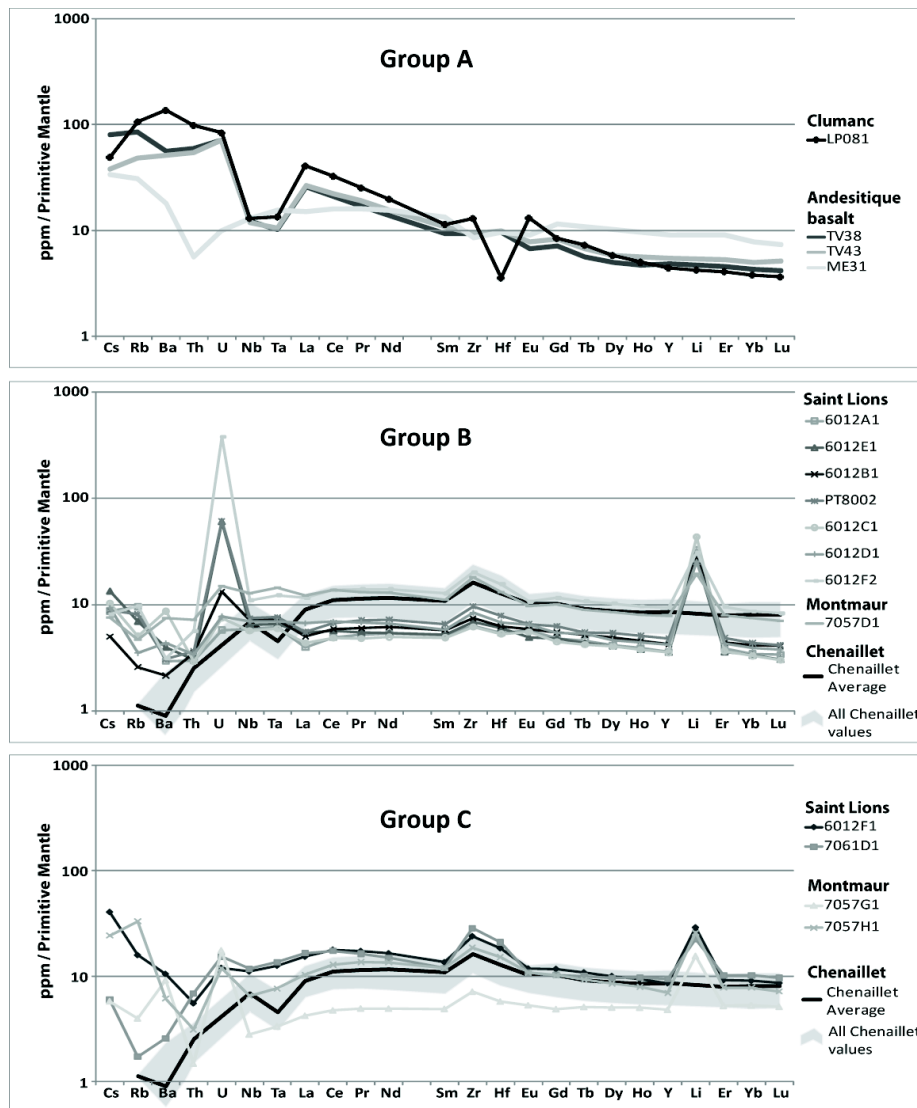 Group A
ppm / Primitive Mantle
1000
100
10
1
Cs Rb Ba Th U Nb Ta La Ce Pr Nd Sm Zr Hf Eu Gd Tb Dy Ho Y Li Er Yb Lu
Clumanc
LP081
Andesitique
basalt
TV38
TV43
ME31
Group B
ppm / Primitive Mantle
1000
100
10
1
Cs Rb Ba Th U Nb Ta La Ce Pr Nd Sm Zr Hf Eu Gd Tb Dy Ho Y Li Er Yb Lu
Saint Lions
6012A1
6012E1
6012B1
PT8002
6012C1
6012D1
6012F2
Montmaur
7057D1
Chenaillet
Chenaillet
Average
All Chenaillet
values
Group C
ppm / Primitive Mantle
1000
100
10
1
Cs Rb Ba Th U Nb Ta La Ce Pr Nd Sm Zr Hf Eu Gd Tb Dy Ho Y Li Er Yb Lu
Saint Lions
6012F1
7061D1
Montmaur
7057G1
7057H1
Chenaillet
Chenaillet
Average
All Chenaillet
values